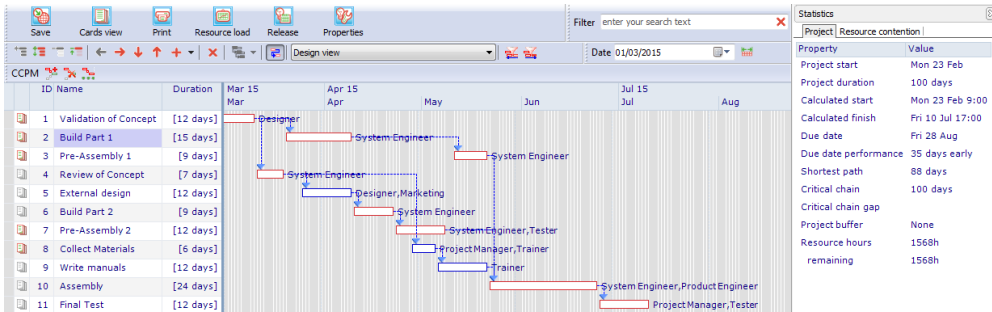 Save Cards view Print Resource load Release Properties
Filter enter your search text
Design view Date 01/03/2015
CCPM
ID Name Duration Mar 15 Apr 15 Jul 15
Mar Apr May Jun Jul Aug
1 Validation of Concept [12 days] Designer
2 Build Part 1 [15 days] System Engineer
3 Pre-Assembly 1 [9 days] System Engineer
4 Review of Concept [7 days] System Engineer
5 External design [12 days] Designer,Marketing
6 Build Part 2 [9 days] System Engineer
7 Pre-Assembly 2 [12 days] System Engineer,Tester
8 Collect Materials [6 days] ProjectManager,Trainer
9 Write manuals [12 days] Trainer
10 Assembly [24 days] System Engineer,Product Engineer
11 Final Test [12 days] Project Manager,Tester
Statistics
Project Resource contention
Property Value
Project start Mon 23 Feb
Project duration 100 days
Calculated start Mon 23 Feb 9:00
Calculated finish Fri 10 Jul 17:00
Due date Fri 28 Aug
Due date performance 35 days early
Shortest path 88 days
Critical chain 100 days
Critical chain gap
Project buffer None
Resource hours 1568h
remaining 1568h